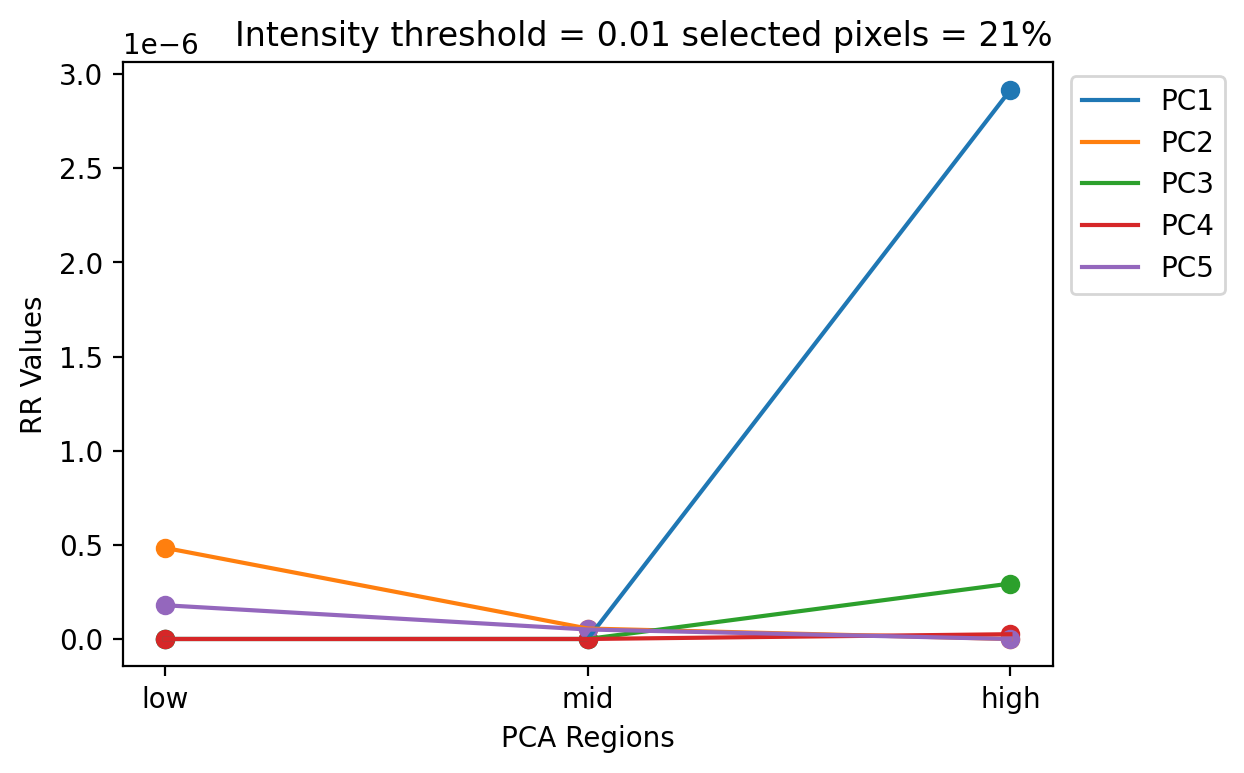 1e−6 Intensity threshold = 0.01 selected pixels = 21%
3.0
2.5
2.0
1.5
1.0
0.5
0.0
RR Values
low mid high
PCA Regions
PC1
PC2
PC3
PC4
PC5